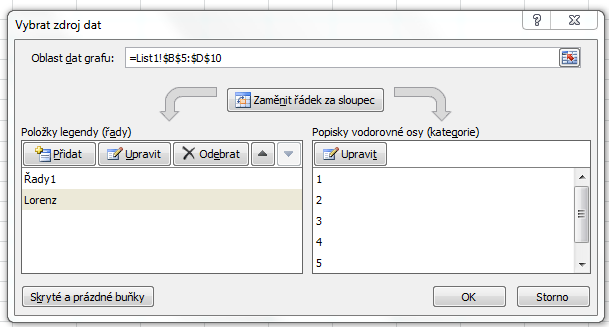 Vybrat zdroj dat
Oblast dat grafu: =List1!$B$5:$D$10
Zaměnit řádek za sloupec
Položky legendy (řady)
Přidat Upravit Odebrat
Řady1
Lorenz
Popisky vodorovné osy (kategorie)
Upravit
1
2
3
4
5
Skryté a prázdné buňky
OK Storno